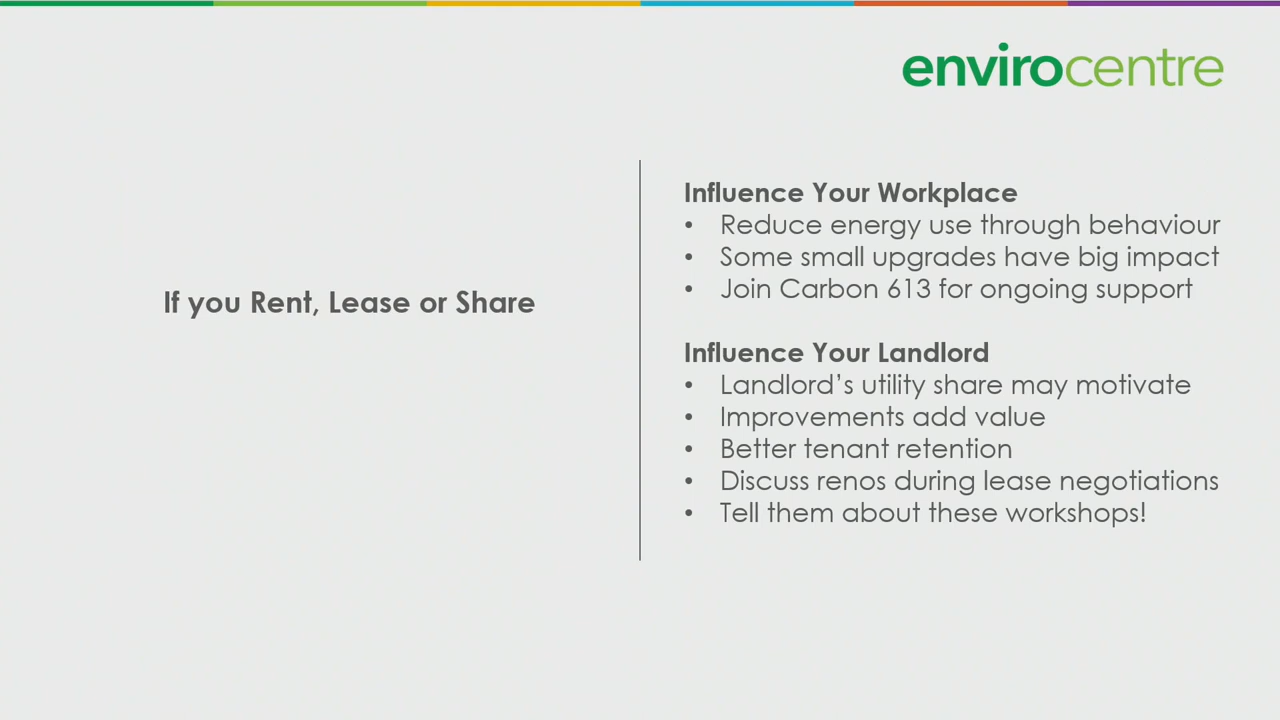 envirocentre
If you Rent, Lease or Share
Influence Your Workplace
• Reduce energy use through behaviour
• Some small upgrades have big impact
• Join Carbon 613 for ongoing support
Influence Your Landlord
• Landlord’s utility share may motivate
• Improvements add value
• Better tenant retention
• Discuss renos during lease negotiations
• Tell them about these workshops!